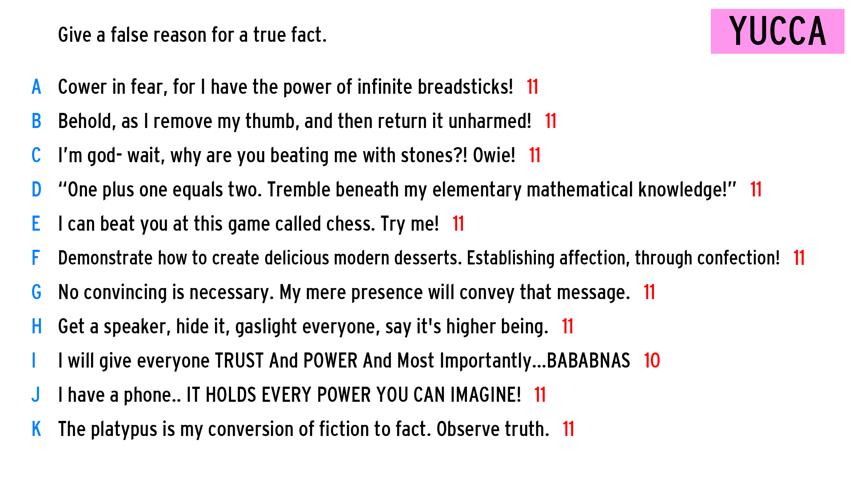 Give a false reason for a true fact.
YUCCA
A Cower in fear, for I have the power of infinite breadsticks! 11
B Behold, as I remove my thumb, and then return it unharmed! 11
C I'm god- wait, why are you beating me with stones?! Owie! 11
D “One plus one equals two. Tremble beneath my elementary mathematical knowledge!” 11
E I can beat you at this game called chess. Try me! 11
F Demonstrate how to create delicious modern desserts. Establishing affection, through confection! 11
G No convincing is necessary. My mere presence will convey that message. 11
H Get a speaker, hide it, gaslight everyone, say it's higher being. 11
I I will give everyone TRUST And POWER And Most Importantly...BABABNAS 10
J I have a phone.. IT HOLDS EVERY POWER YOU CAN IMAGINE! 11
K The platypus is my conversion of fiction to fact. Observe truth. 11